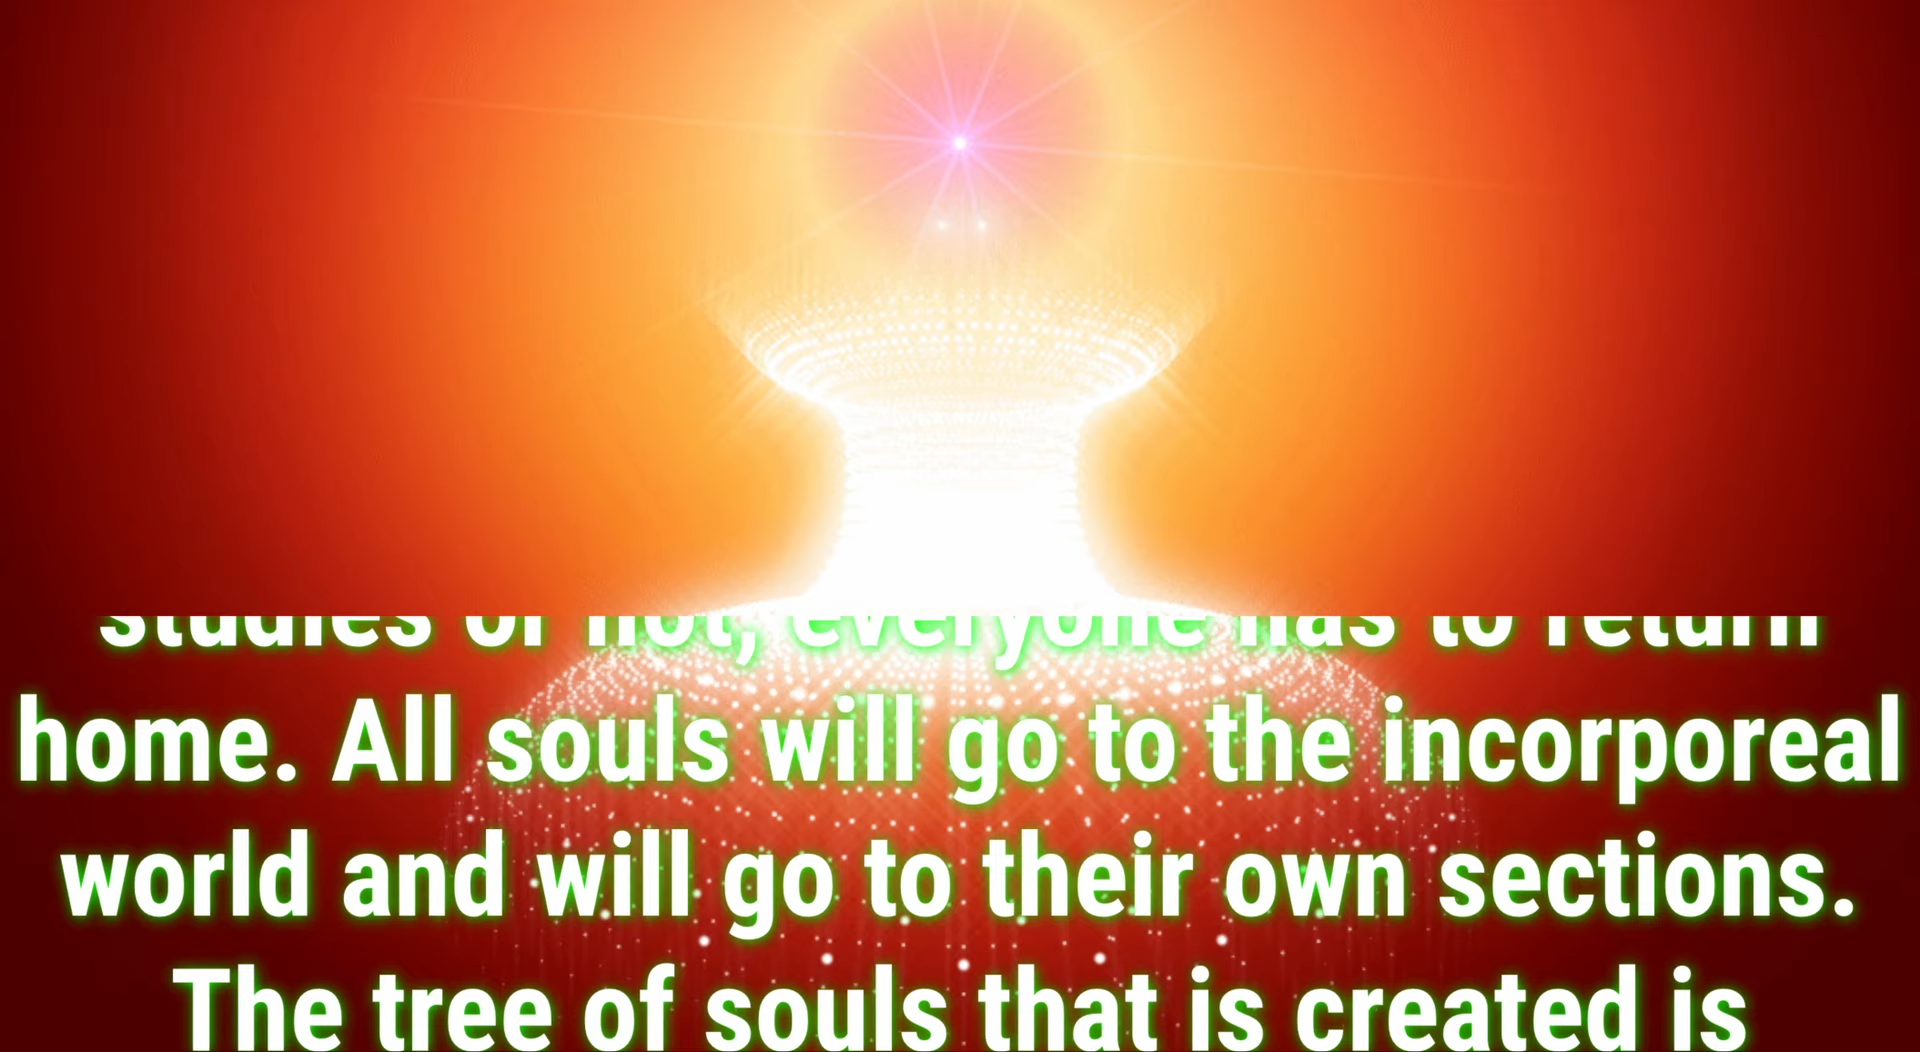 studies or not, everyone has to return
home. All souls will go to the incorporeal
world and will go to their own sections.
The tree of souls that is created is